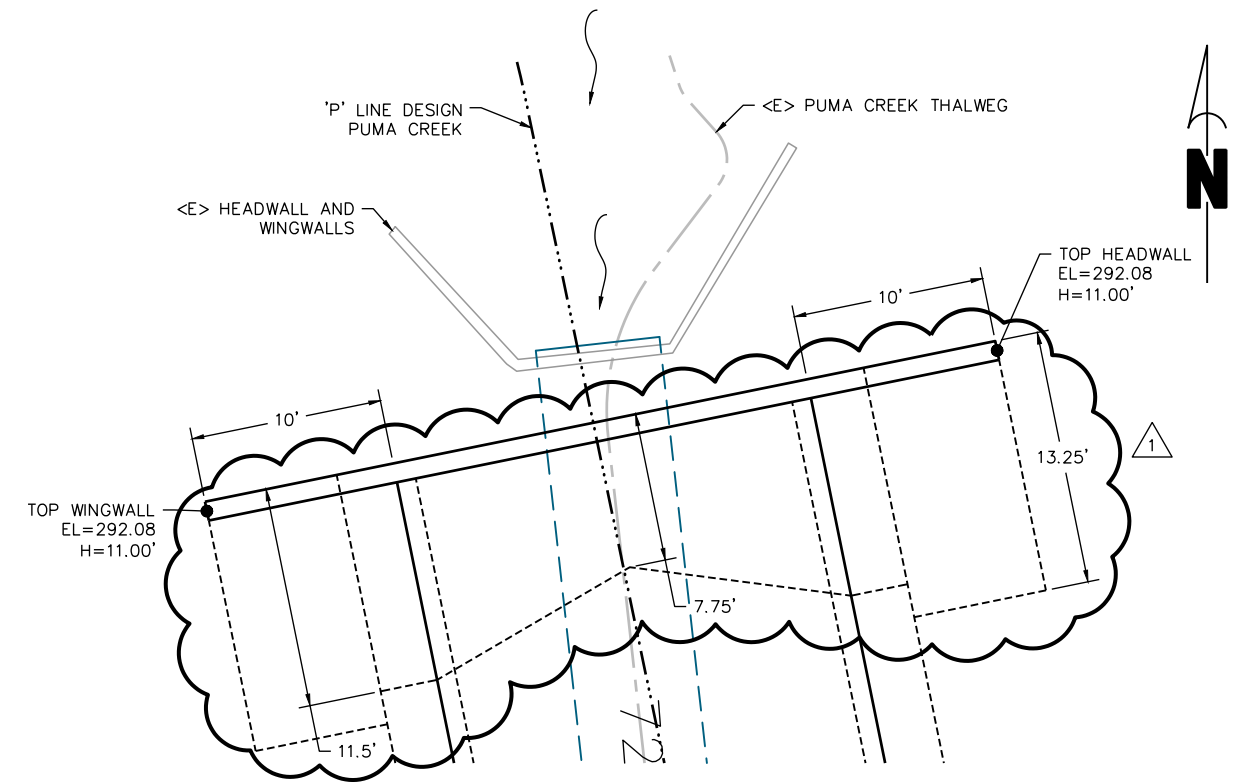 'P' LINE DESIGN
PUMA CREEK
<E> PUMA CREEK THALWEG
N
<E> HEADWALL AND
WINGWALLS
TOP HEADWALL
EL=292.08
H=11.00'
10'
10'
13.25'
1
TOP WINGWALL
EL=292.08
H=11.00'
7.75'
11.5'